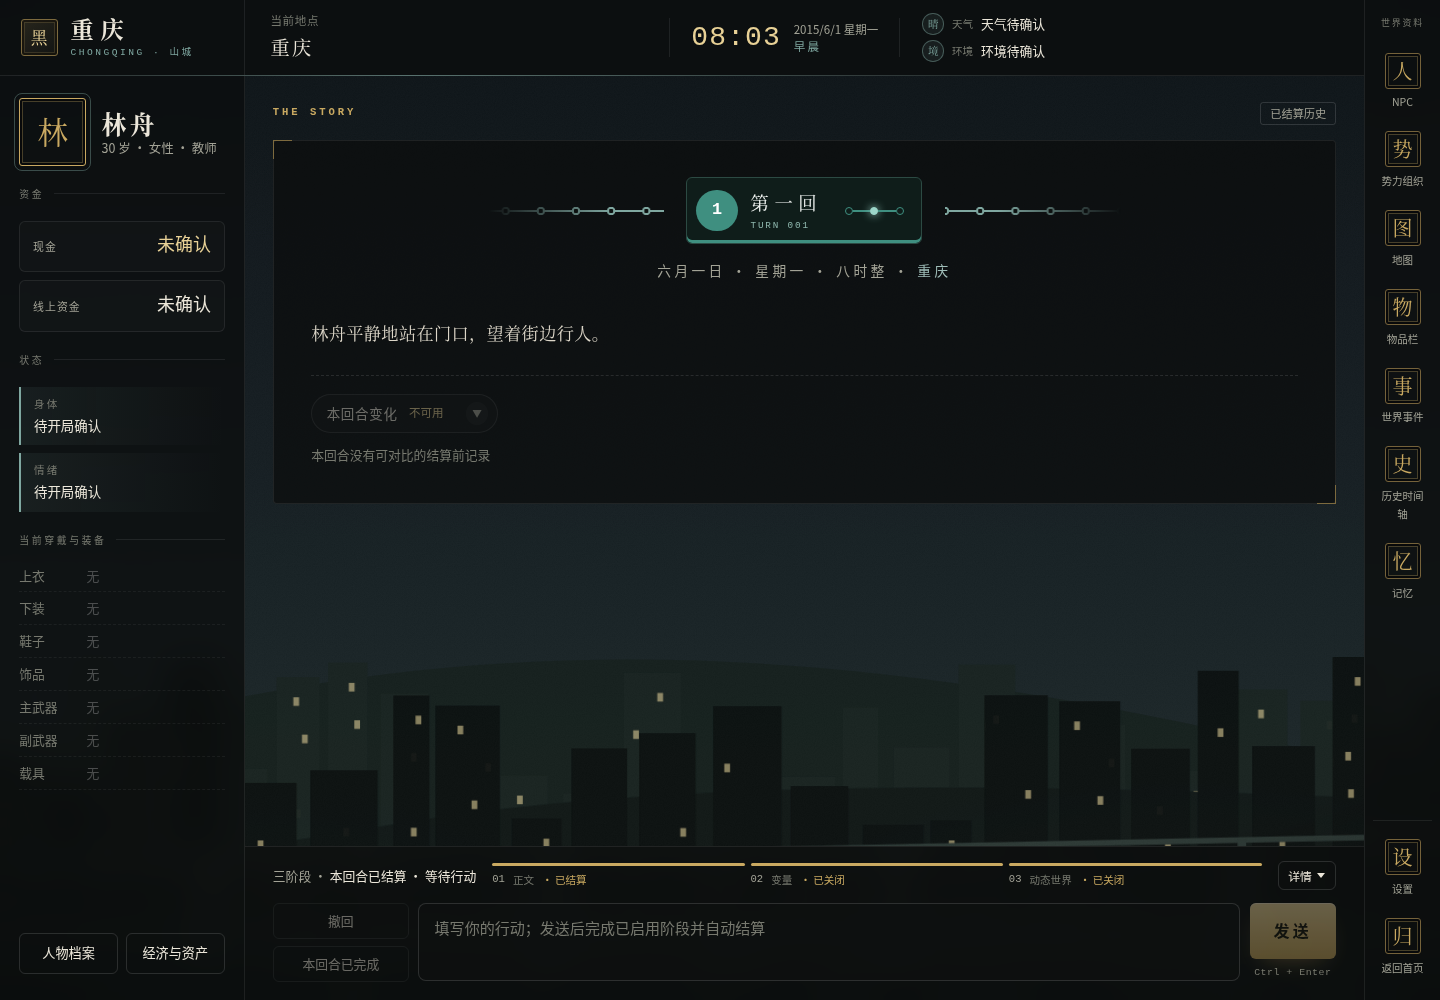 黑
重庆
CHONGQING · 山城
当前地点
重庆
08:03
2015/6/1 星期一
早晨
晴 天气 天气待确认
境 环境 环境待确认
世界资料
人
NPC
势
势力组织
图
地图
物
物品栏
事
世界事件
史
历史时间
轴
忆
记忆
设
设置
归
返回首页
林
林舟
30 岁 • 女性 • 教师
资金
现金 未确认
线上资金 未确认
状态
身体
待开局确认
情绪
待开局确认
当前穿戴与装备
上衣 无
下装 无
鞋子 无
饰品 无
主武器 无
副武器 无
载具 无
人物档案 经济与资产
THE STORY
已结算历史
1 第一回
TURN 001
六月一日 • 星期一 • 八时整 • 重庆
林舟平静地站在门口，望着街边行人。
本回合变化 不可用 ▼
本回合没有可对比的结算前记录
三阶段 • 本回合已结算 • 等待行动
01 正文 • 已结算
02 变量 • 已关闭
03 动态世界 • 已关闭
详情
撤回
本回合已完成
填写你的行动；发送后完成已启用阶段并自动结算
发送
Ctrl + Enter